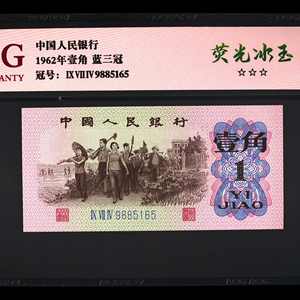 G
RANTY
中国人民银行
1962年壹角 蓝三冠
冠号：IX VII IV 9885165
荧光冰玉
☆☆☆
中國人民銀行
壹角
1
YI
JIAO
IX VII IV 9885165